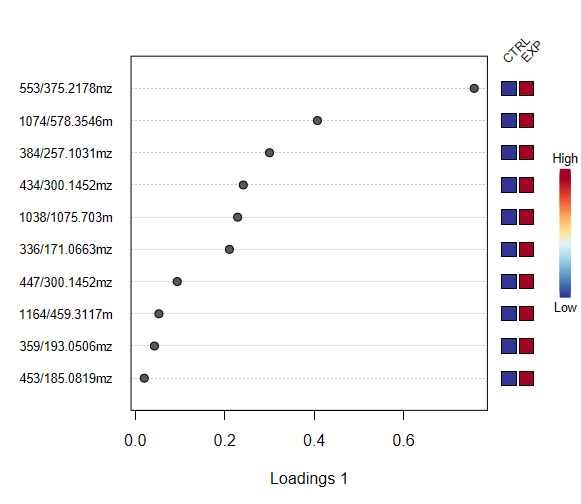 CTRL
EXP
553/375.2178mz
1074/578.3546m
384/257.1031mz
434/300.1452mz
1038/1075.703m
336/171.0663mz
447/300.1452mz
1164/459.3117m
359/193.0506mz
453/185.0819mz
High
Low
0.0 0.2 0.4 0.6
Loadings 1